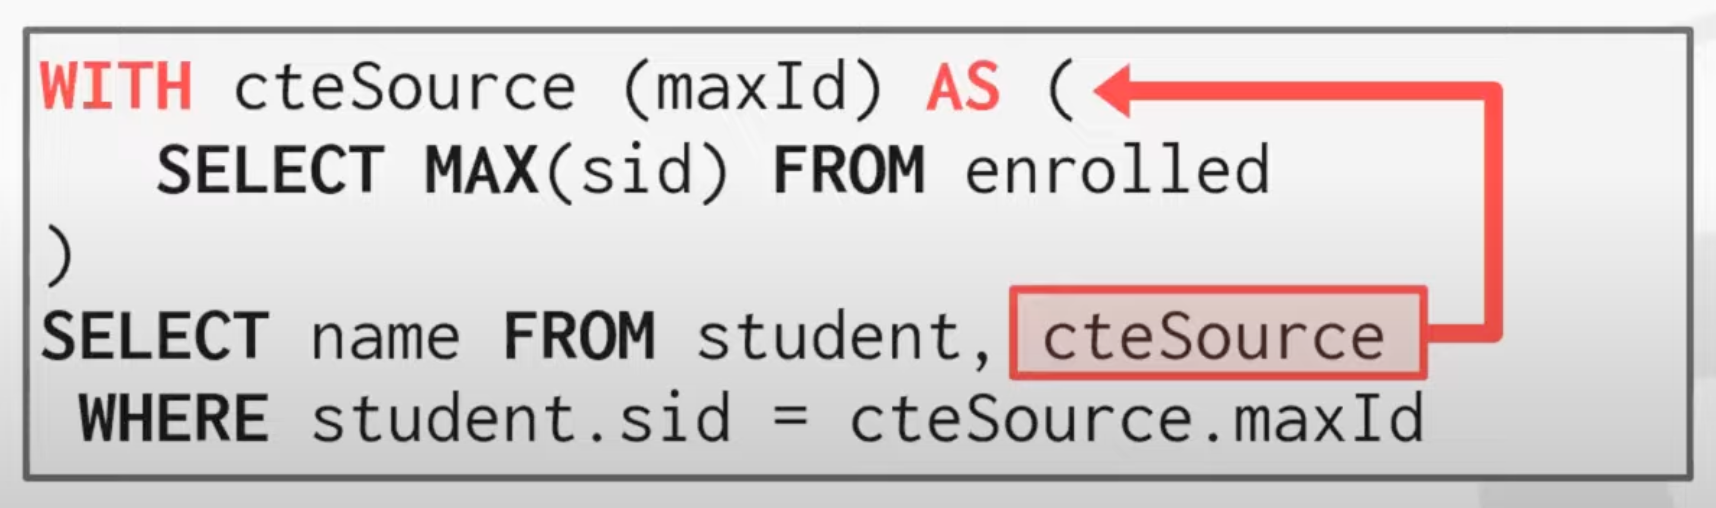 WITH cteSource (maxId) AS (
SELECT MAX(sid) FROM enrolled
)
SELECT name FROM student, cteSource
WHERE student.sid = cteSource.maxId